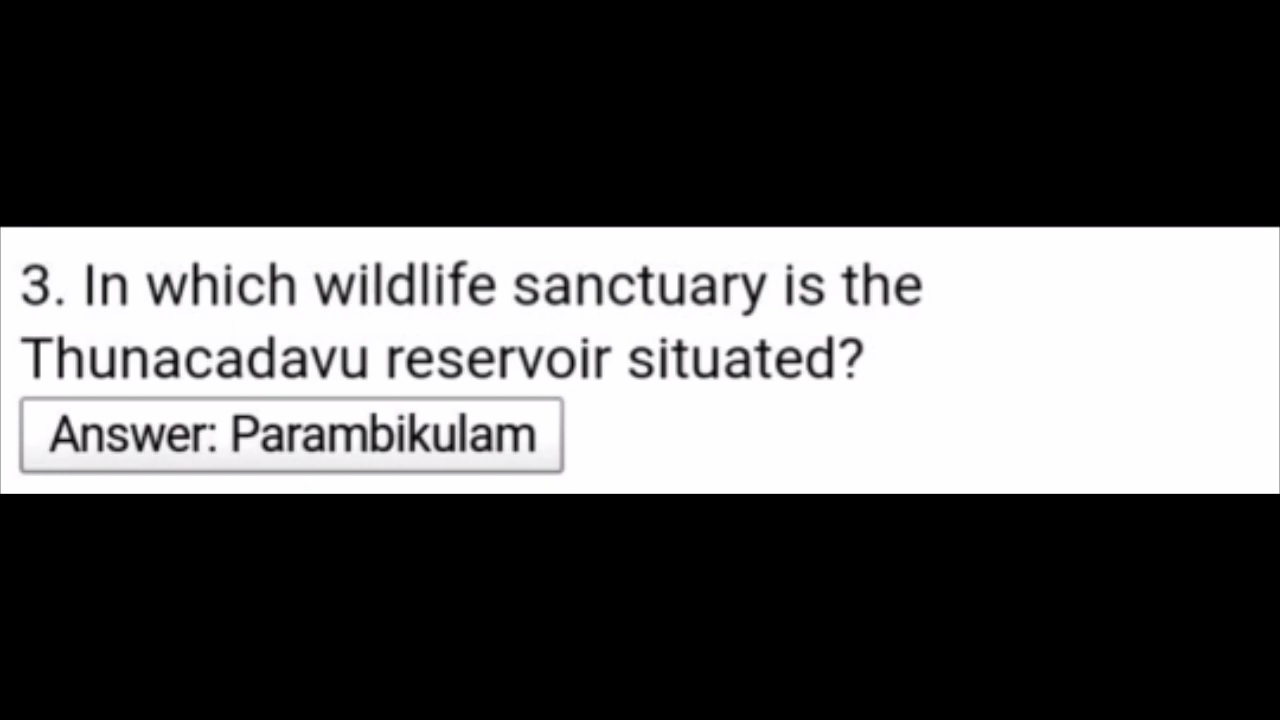 3. In which wildlife sanctuary is the
Thunacadavu reservoir situated?
Answer: Parambikulam